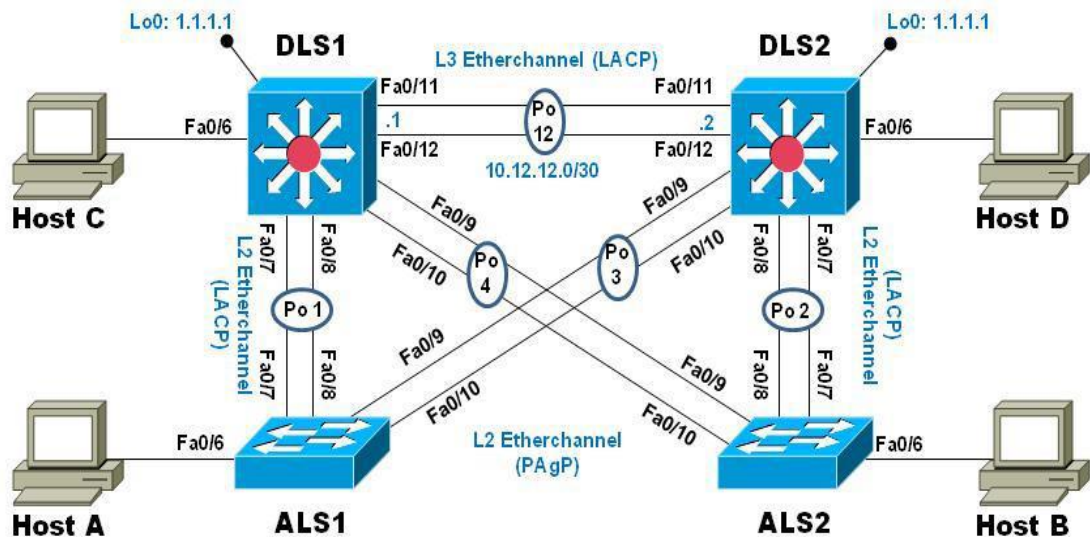 Lo0: 1.1.1.1
Lo0: 1.1.1.1
DLS1
DLS2
L3 Etherchannel (LACP)
Fa0/11
Fa0/11
Fa0/6
.1
Po
12
.2
Fa0/6
Fa0/12
Fa0/12
10.12.12.0/30
Host C
Host D
Fa0/9
Fa0/9
Fa0/10
Fa0/10
Fa0/7
Fa0/8
Po
4
Po
3
Fa0/8
Fa0/7
L2 Etherchannel
(LACP)
Po 1
Po 2
(LACP)
L2 Etherchannel
Fa0/7
Fa0/8
Fa0/9
Fa0/10
Fa0/9
Fa0/10
Fa0/8
Fa0/7
L2 Etherchannel
(PAgP)
Fa0/6
Fa0/6
Host A
ALS1
ALS2
Host B